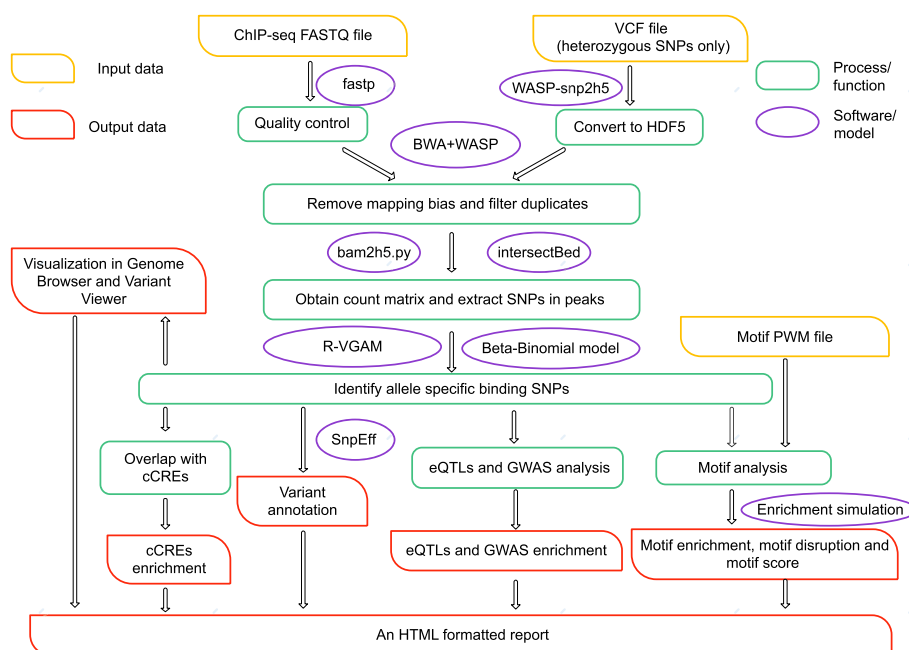 ChIP-seq FASTQ file
VCF file
(heterozygous SNPs only)
Input data
Output data
Process/
function
Software/
model
fastp
WASP-snp2h5
Quality control
BWA+WASP
Convert to HDF5
Remove mapping bias and filter duplicates
bam2h5.py
intersectBed
Visualization in Genome
Browser and Variant
Viewer
Obtain count matrix and extract SNPs in peaks
R-VGAM
Beta-Binomial model
Motif PWM file
Identify allele specific binding SNPs
SnpEff
Overlap with
cCREs
eQTLs and GWAS analysis
Motif analysis
Variant
annotation
Enrichment simulation
cCREs
enrichment
eQTLs and GWAS enrichment
Motif enrichment, motif disruption and
motif score
An HTML formatted report